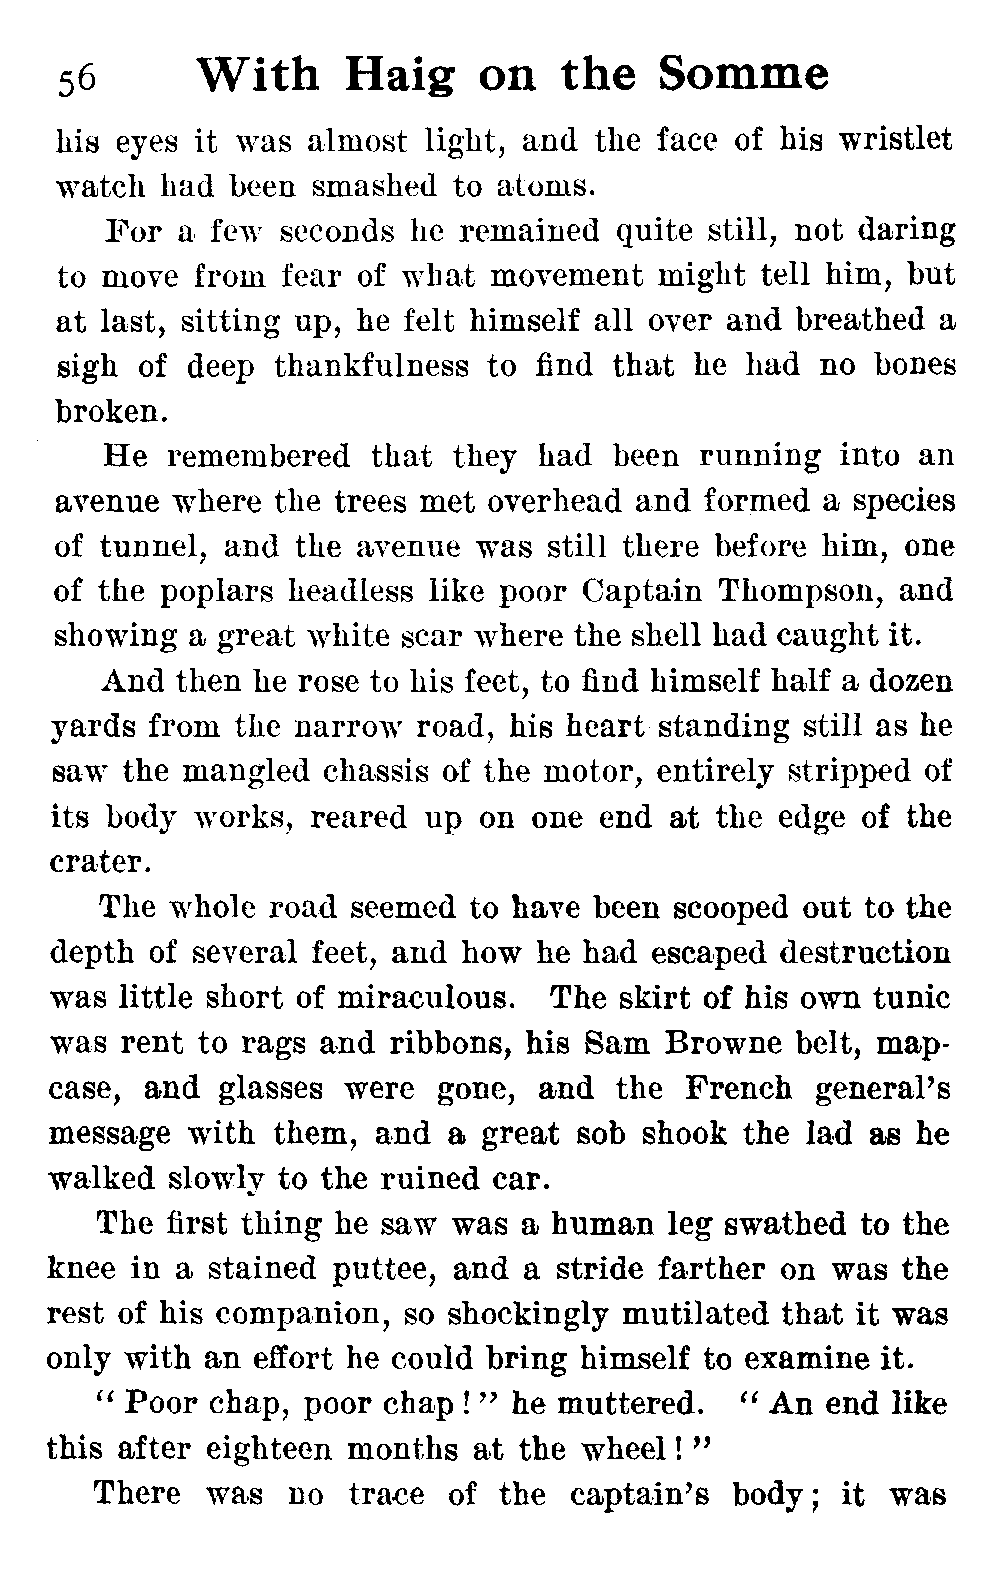 56 With Haig on the Somme
his eyes it was almost light, and the face of his wristlet
watch had been smashed to atoms.
For a few seconds he remained quite still, not daring
to move from fear of what movement might tell him, but
at last, sitting up, he felt himself all over and breathed a
sigh of deep thankfulness to find that he had no bones
broken.
He remembered that they had been running into an
avenue where the trees met overhead and formed a species
of tunnel, and the avenue was still there before him, one
of the poplars headless like poor Captain Thompson, and
showing a great white scar where the shell had caught it.
And then he rose to his feet, to find himself half a dozen
yards from the narrow road, his heart standing still as he
saw the mangled chassis of the motor, entirely stripped of
its body works, reared up on one end at the edge of the
crater.
The whole road seemed to have been scooped out to the
depth of several feet, and how he had escaped destruction
was little short of miraculous. The skirt of his own tunic
was rent to rags and ribbons, his Sam Browne belt, map-
case, and glasses were gone, and the French general's
message with them, and a great sob shook the lad as he
walked slowly to the ruined car.
The first thing he saw was a human leg swathed to the
knee in a stained puttee, and a stride farther on was the
rest of his companion, so shockingly mutilated that it was
only with an effort he could bring himself to examine it.
" Poor chap, poor chap ! " he muttered. " An end like
this after eighteen months at the wheel ! "
There was no trace of the captain's body ; it was